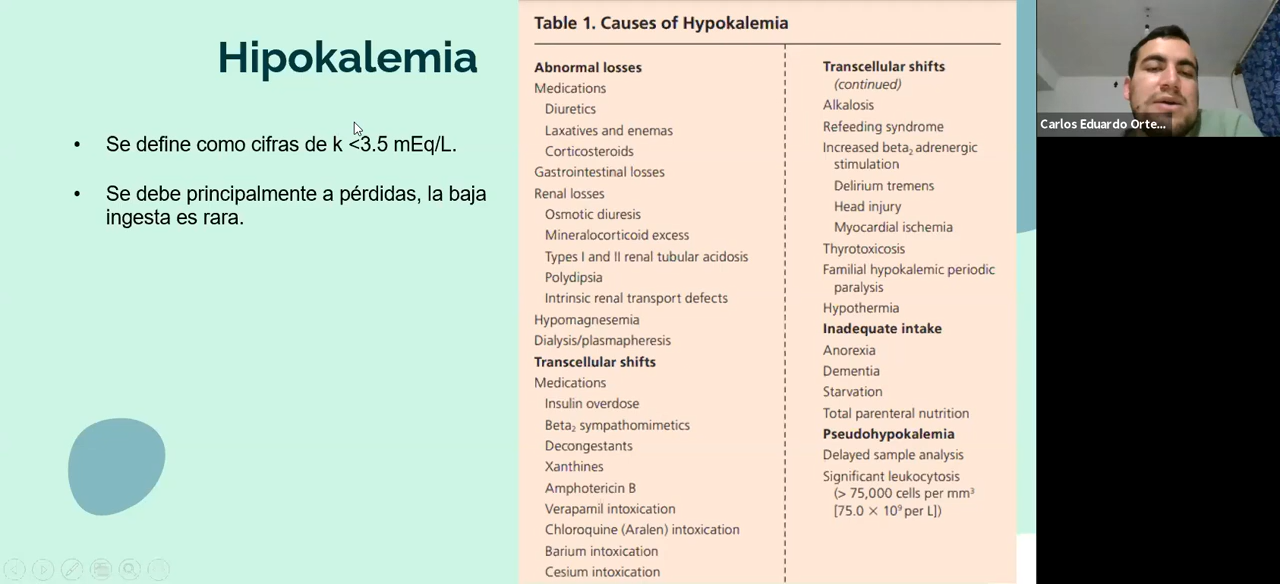 Hipokalemia
• Se define como cifras de k <3.5 mEq/L.
• Se debe principalmente a pérdidas, la baja
ingesta es rara.
Table 1. Causes of Hypokalemia
Abnormal losses
Medications
Diuretics
Laxatives and enemas
Corticosteroids
Gastrointestinal losses
Renal losses
Osmotic diuresis
Mineralocorticoid excess
Types I and II renal tubular acidosis
Polydipsia
Intrinsic renal transport defects
Hypomagnesemia
Dialysis/plasmapheresis
Transcellular shifts
Medications
Insulin overdose
Beta₂ sympathomimetics
Decongestants
Xanthines
Amphotericin B
Verapamil intoxication
Chloroquine (Aralen) intoxication
Barium intoxication
Cesium intoxication
Transcellular shifts
(continued)
Alkalosis
Refeeding syndrome
Increased beta₂ adrenergic
stimulation
Delirium tremens
Head injury
Myocardial ischemia
Thyrotoxicosis
Familial hypokalemic periodic
paralysis
Hypothermia
Inadequate intake
Anorexia
Dementia
Starvation
Total parenteral nutrition
Pseudohypokalemia
Delayed sample analysis
Significant leukocytosis
(> 75,000 cells per mm³
[75.0 × 10⁹ per L])
Carlos Eduardo Orte...